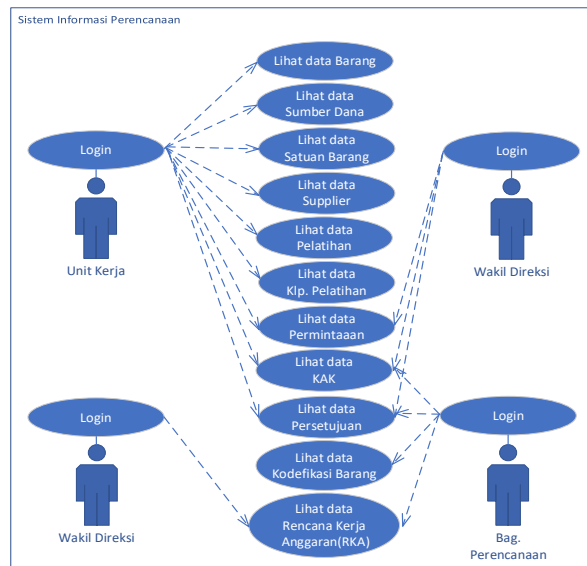 Sistem Informasi Perencanaan
Lihat data Barang
Lihat data
Sumber Dana
Lihat data
Satuan Barang
Lihat data
Supplier
Lihat data
Pelatihan
Lihat data
Klp. Pelatihan
Lihat data
Permintaaan
Lihat data
KAK
Lihat data
Persetujuan
Lihat data
Kodefikasi Barang
Lihat data
Rencana Kerja
Anggaran(RKA)
Login
Unit Kerja
Login
Wakil Direksi
Login
Wakil Direksi
Login
Bag.
Perencanaan